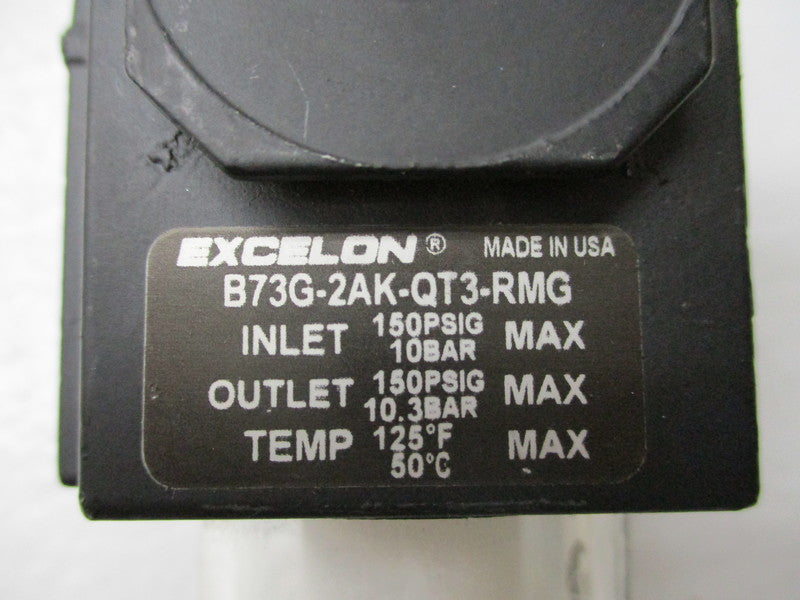 EXCELON® MADE IN USA
B73G-2AK-QT3-RMG
INLET 150PSIG 10BAR MAX
OUTLET 150PSIG 10.3BAR MAX
TEMP 125°F 50°C MAX